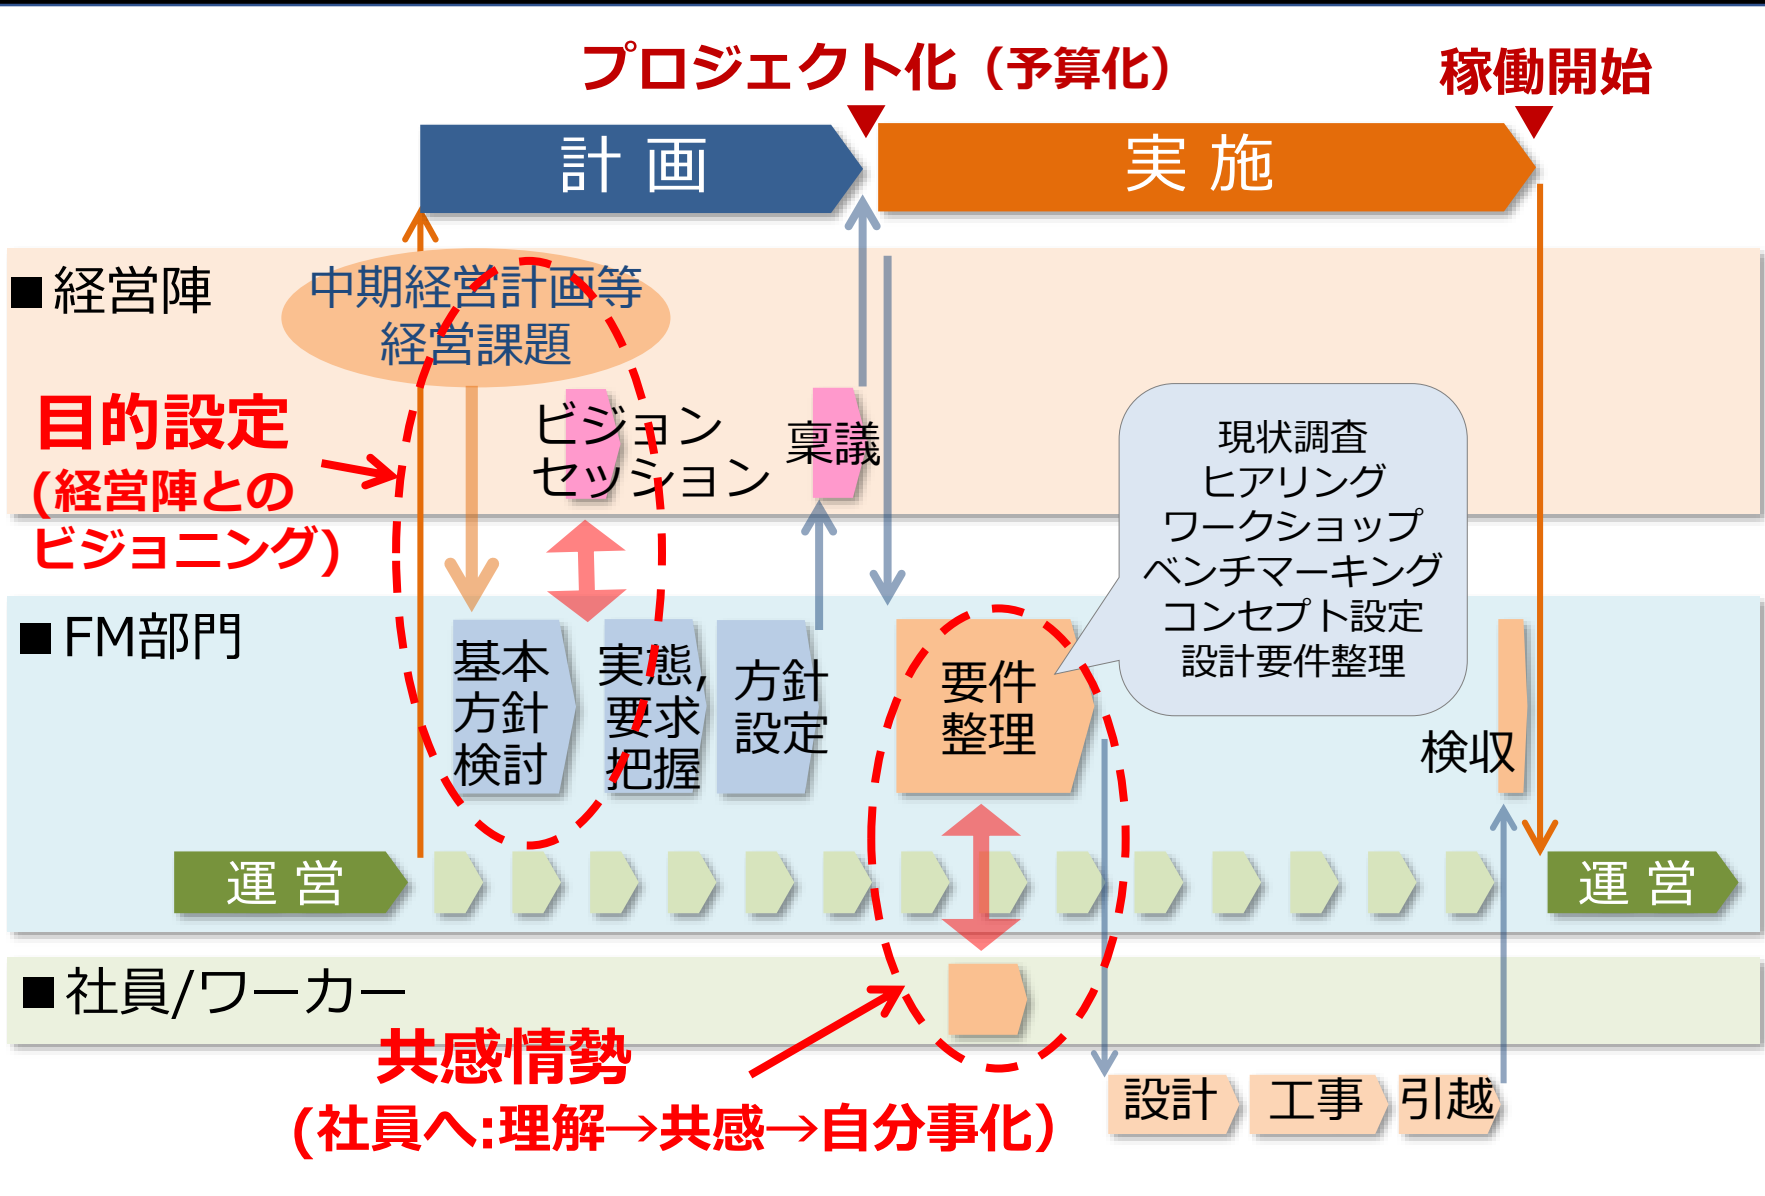 プロジェクト化（予算化）
稼働開始
計 画
実 施
■経営陣
中期経営計画等
経営課題
目的設定
(経営陣との
ビジョニング)
ビジョン
セッション
稟議
現状調査
ヒアリング
ワークショップ
ベンチマーキング
コンセプト設定
設計要件整理
■FM部門
基本
方針
検討
実態,
要求
把握
方針
設定
要件
整理
検収
運 営
運 営
■社員/ワーカー
共感情勢
(社員へ:理解→共感→自分事化）
設計
工事
引越